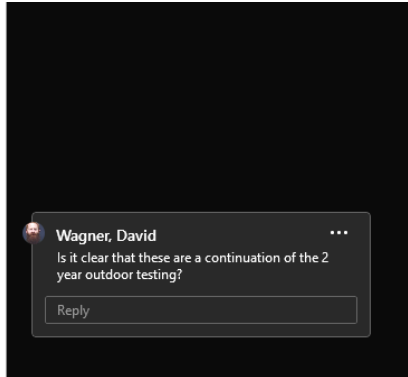 Wagner, David
Is it clear that these are a continuation of the 2
year outdoor testing?
Reply